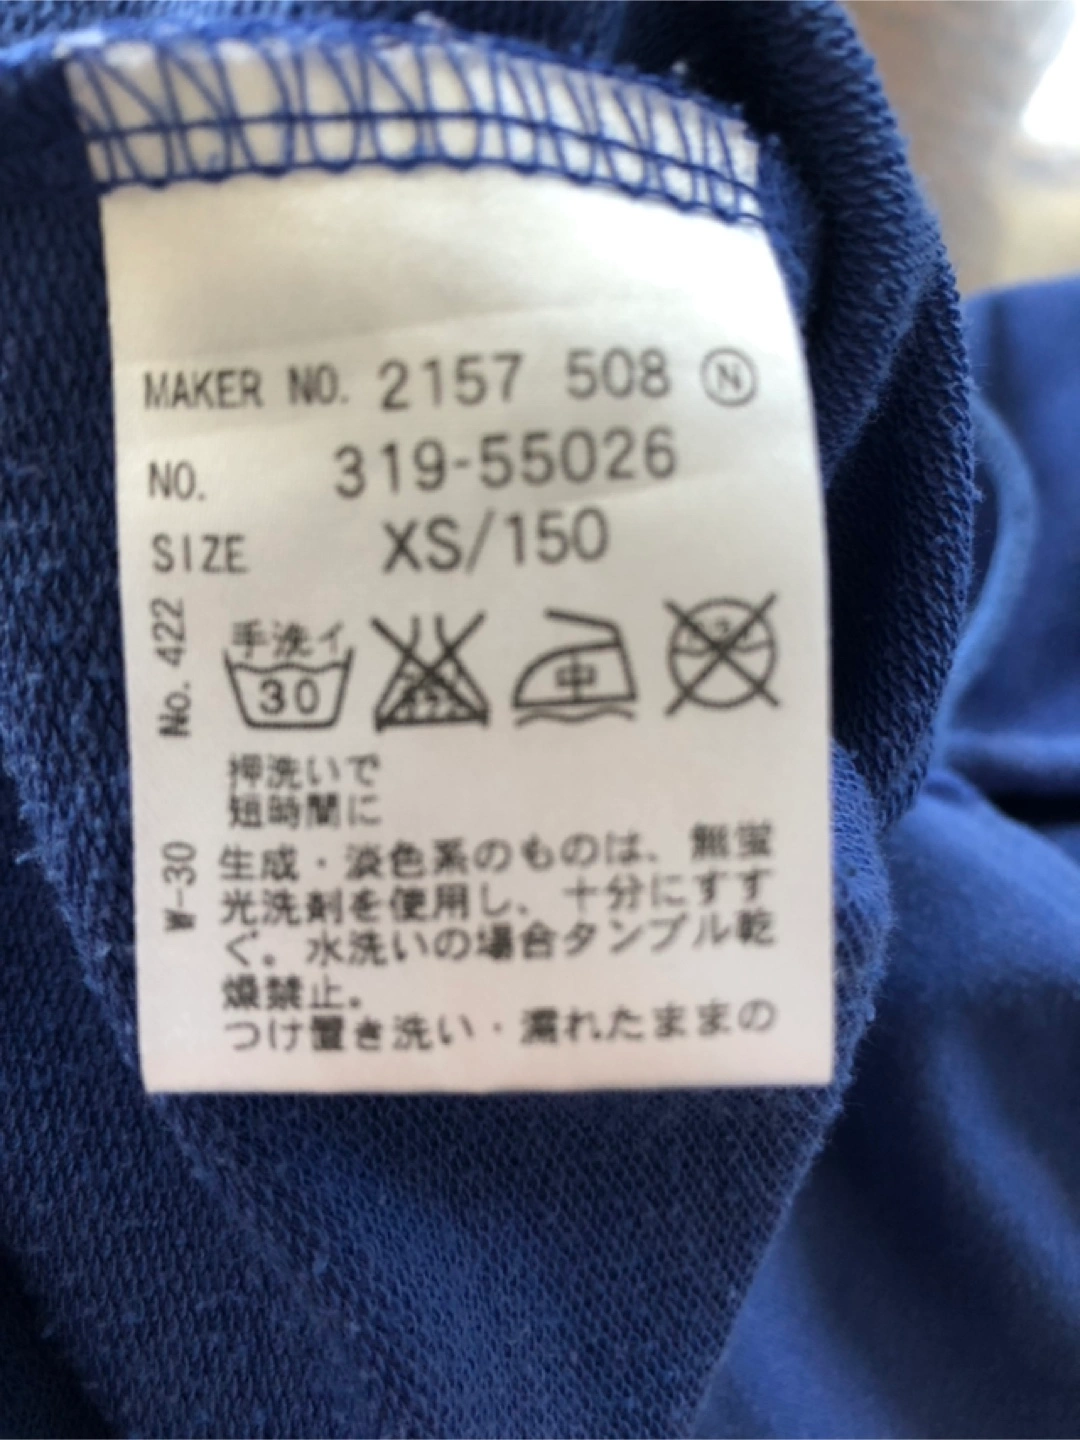 MAKER NO. 2157 508 Ⓝ
NO. 319-55026
SIZE XS/150
No. 422
手洗イ
30
中
押洗いで
短時間に
W-30
生成・淡色系のものは、無蛍
光洗剤を使用し、十分にすす
ぐ。水洗いの場合タンブル乾
燥禁止。
つけ置き洗い・濡れたままの